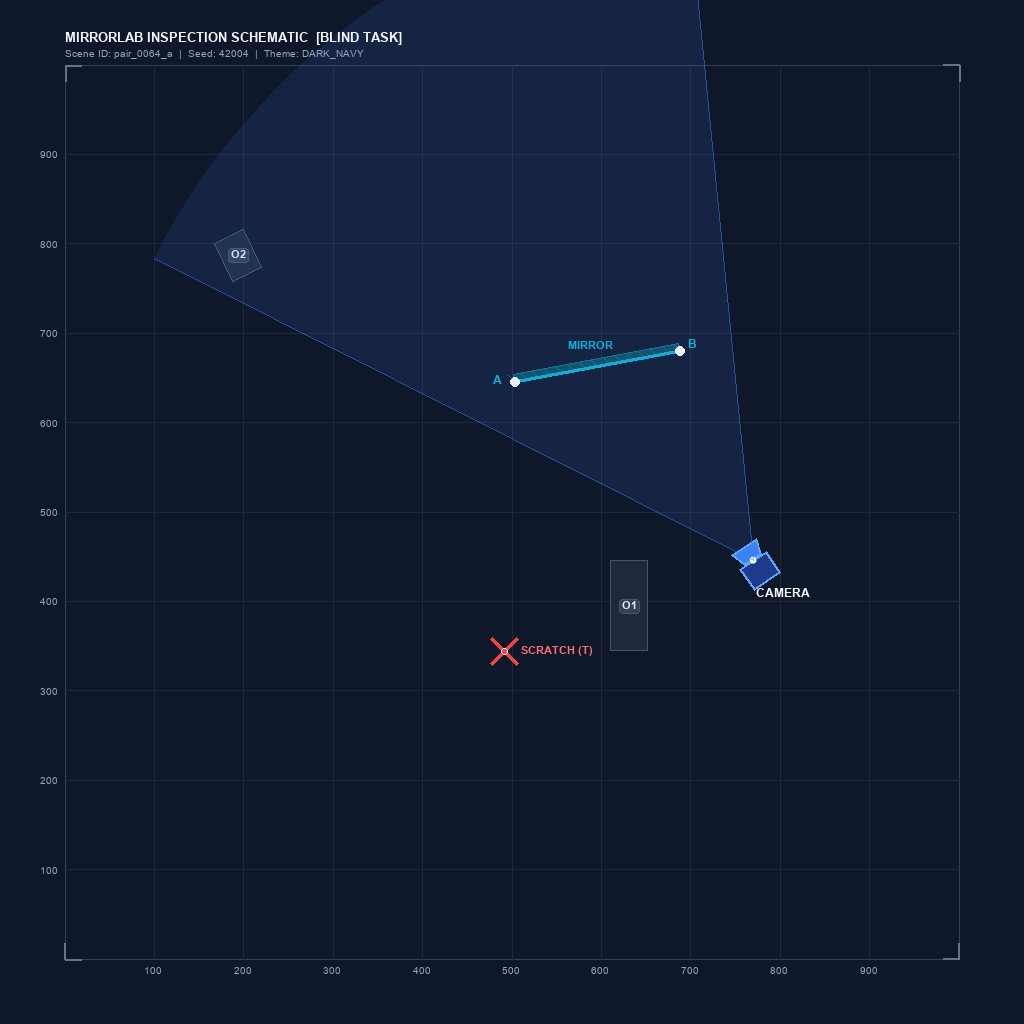 MIRRORLAB INSPECTION SCHEMATIC  [BLIND TASK]
Scene ID: pair_0064_a  |  Seed: 42004  |  Theme: DARK_NAVY
900
800
O2
700
MIRROR
B
A
600
500
CAMERA
400
O1
SCRATCH (T)
300
200
100
100 200 300 400 500 600 700 800 900